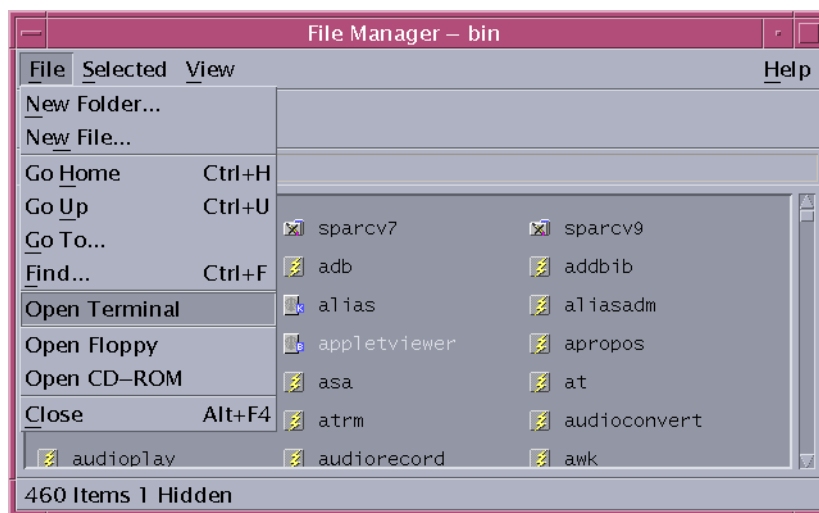 File Manager – bin
File Selected View Help
New Folder...
New File...
Go Home Ctrl+H
Go Up Ctrl+U
Go To...
Find... Ctrl+F
Open Terminal
Open Floppy
Open CD–ROM
Close Alt+F4
sparcv7 sparcv9
adb addbib
alias aliasadm
appletviewer apropos
asa at
atrm audioconvert
audioplay audiorecord awk
460 Items 1 Hidden